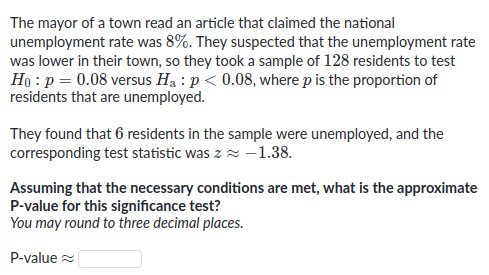 The mayor of a town read an article that claimed the national
unemployment rate was 8%. They suspected that the unemployment rate
was lower in their town, so they took a sample of 128 residents to test
H₀ : p = 0.08 versus Hₐ : p < 0.08, where p is the proportion of
residents that are unemployed.
They found that 6 residents in the sample were unemployed, and the
corresponding test statistic was z ≈ −1.38.
Assuming that the necessary conditions are met, what is the approximate
P-value for this significance test?
You may round to three decimal places.
P-value ≈